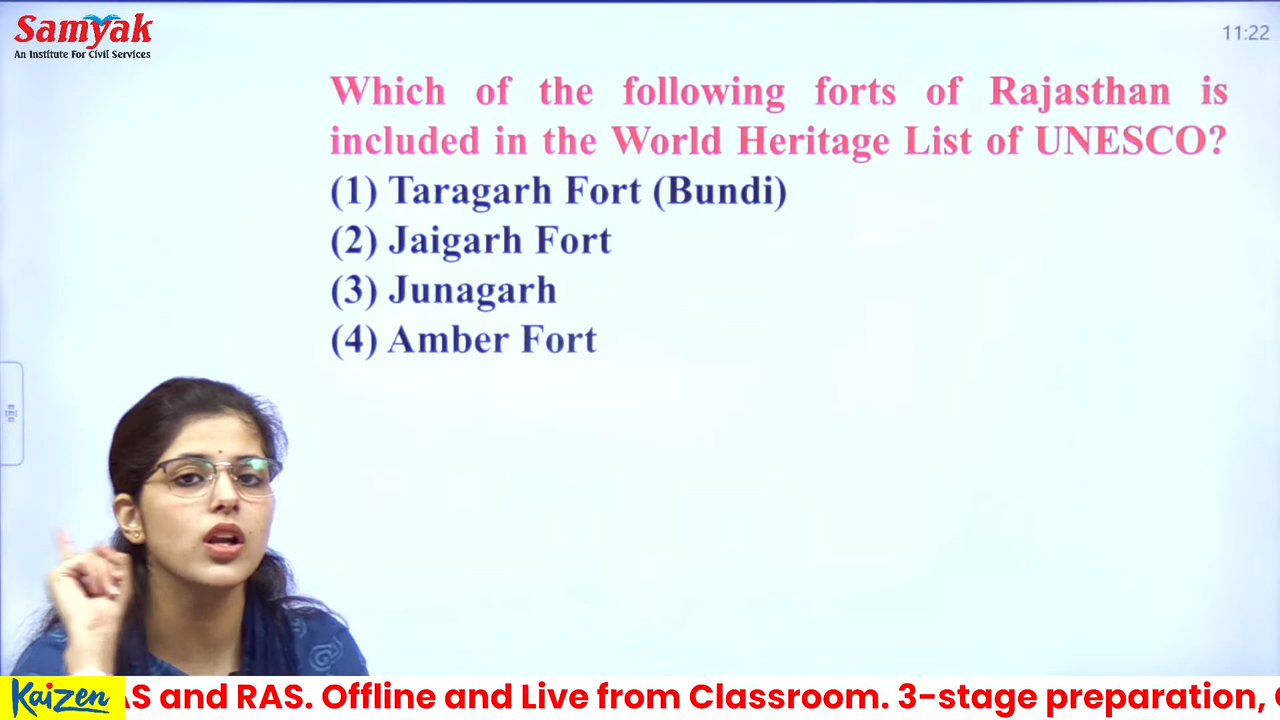 Samyak
An Institute For Civil Services
11:22
Which of the following forts of Rajasthan is
included in the World Heritage List of UNESCO?
(1) Taragarh Fort (Bundi)
(2) Jaigarh Fort
(3) Junagarh
(4) Amber Fort
Kaizen
AS and RAS. Offline and Live from Classroom. 3-stage preparation,